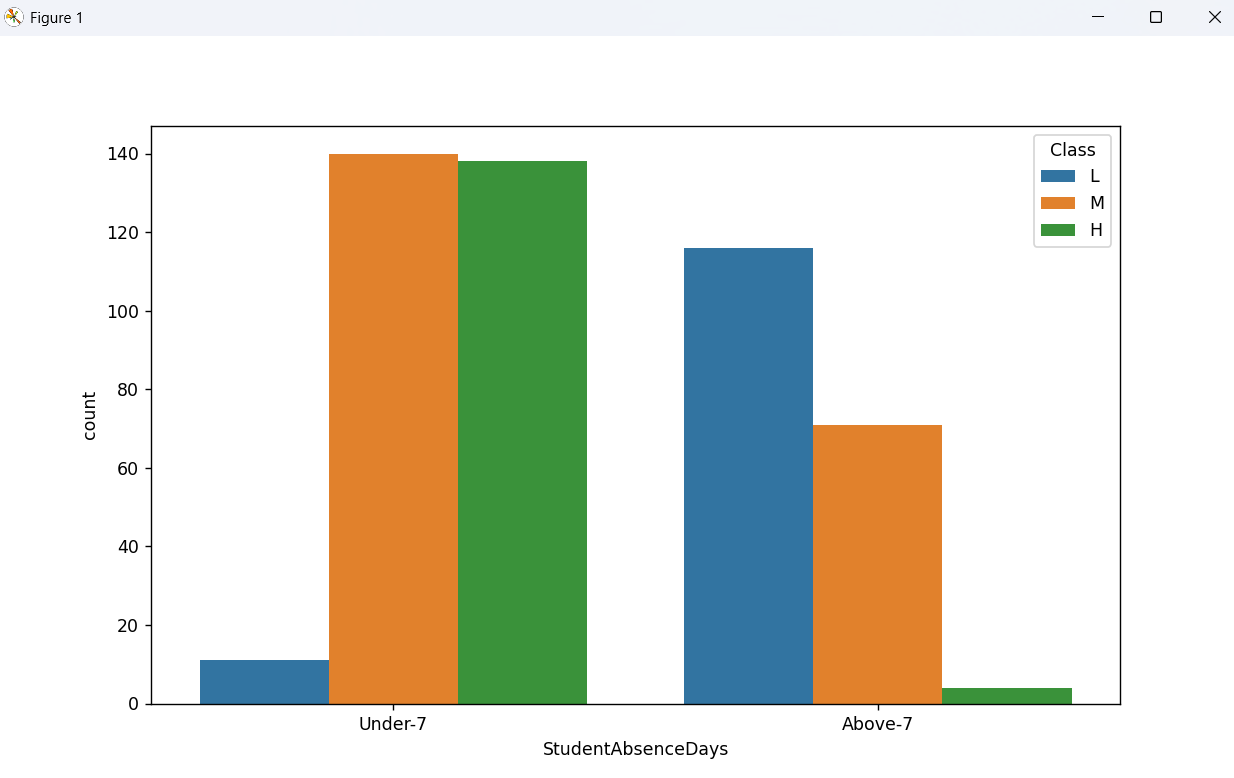 Figure 1
Class
L
M
H
140
120
100
80
60
40
20
0
count
Under-7
Above-7
StudentAbsenceDays